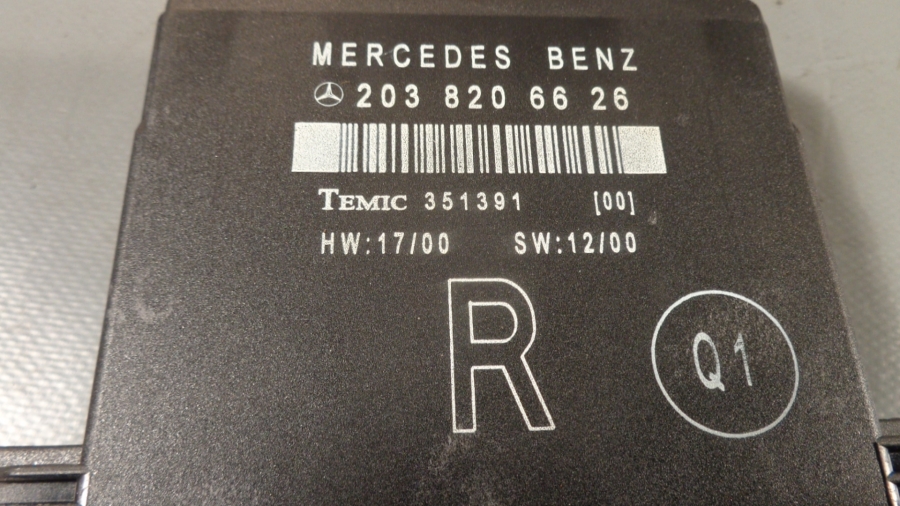 MERCEDES BENZ
203 820 66 26
TEMIC 351391 [00]
HW:17/00 SW:12/00
R
Q1